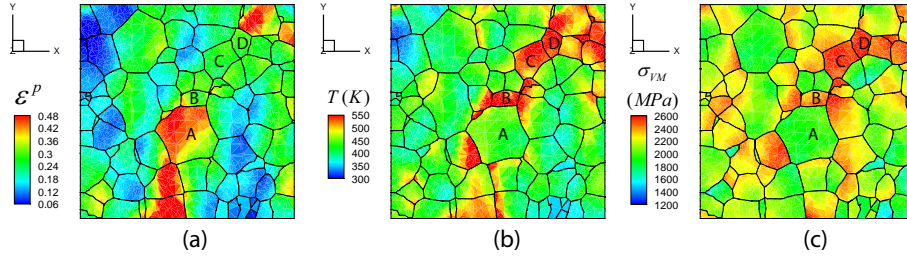 Y
Z X
ε^p
0.48
0.42
0.36
0.3
0.24
0.18
0.12
0.06
D
C
B
A
(a)
Y
Z X
T (K)
550
500
450
400
350
300
D
C
B
A
(b)
Y
Z X
σ_VM
(MPa)
2600
2400
2200
2000
1800
1600
1400
1200
D
C
B
A
(c)